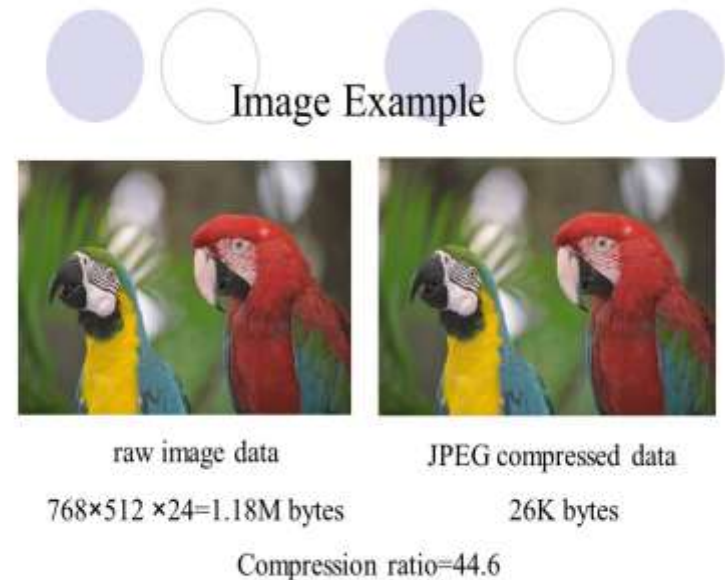 Image Example
raw image data
JPEG compressed data
768×512 ×24=1.18M bytes
26K bytes
Compression ratio=44.6